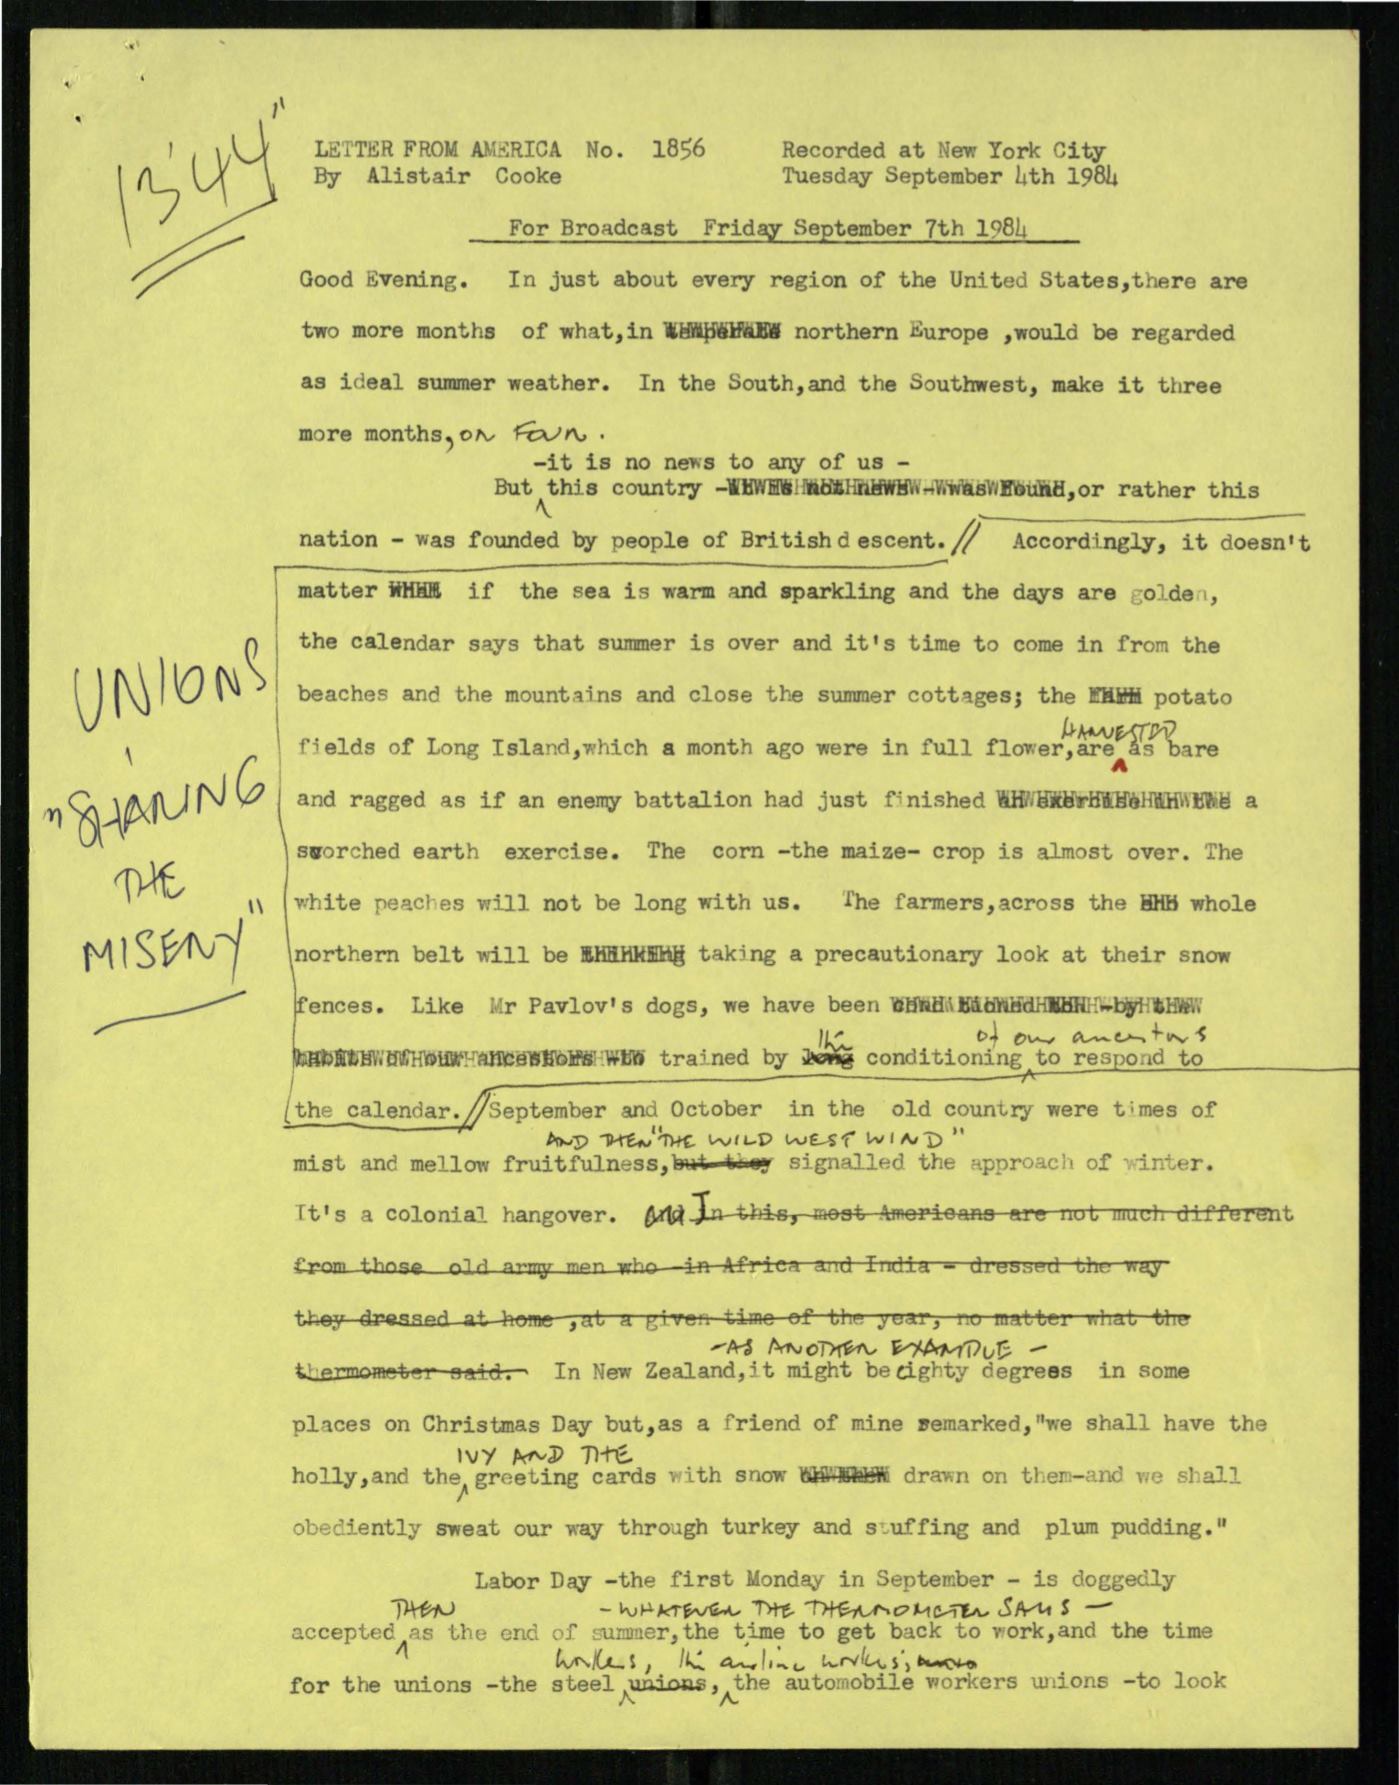 13'44"
LETTER FROM AMERICA No. 1856 Recorded at New York City
By Alistair Cooke Tuesday September 4th 1984
For Broadcast Friday September 7th 1984
Good Evening. In just about every region of the United States,there are
two more months of what,in northern Europe ,would be regarded
as ideal summer weather. In the South,and the Southwest, make it three
more months, or four.
-it is no news to any of us -
But this country - was found,or rather this
nation - was founded by people of British d escent.// Accordingly, it doesn't
matter if the sea is warm and sparkling and the days are golden,
the calendar says that summer is over and it's time to come in from the
beaches and the mountains and close the summer cottages; the potato
HARVESTED
fields of Long Island,which a month ago were in full flower,are as bare
and ragged as if an enemy battalion had just finished a
scorched earth exercise. The corn -the maize- crop is almost over. The
white peaches will not be long with us. The farmers,across the whole
northern belt will be thinking taking a precautionary look at their snow
fences. Like Mr Pavlov's dogs, we have been
the of our ancestors
trained by long conditioning to respond to
the calendar.// September and October in the old country were times of
AND THEN "THE WILD WEST WIND"
mist and mellow fruitfulness,but they signalled the approach of winter.
It's a colonial hangover. And In this, most Americans are not much different
from those old army men who -in Africa and India - dressed the way
they dressed at home ,at a given time of the year, no matter what the
-AS ANOTHER EXAMPLE -
thermometer said. In New Zealand,it might be eighty degrees in some
places on Christmas Day but,as a friend of mine remarked,"we shall have the
IVY AND THE
holly,and the greeting cards with snow drawn on them-and we shall
obediently sweat our way through turkey and stuffing and plum pudding."
Labor Day -the first Monday in September - is doggedly
THEN - WHATEVER THE THERMOMETER SAYS -
accepted as the end of summer,the time to get back to work,and the time
workers, the airline workers,
for the unions -the steel unions, the automobile workers unions -to look
UNIONS
"SHARING
THE
MISERY"